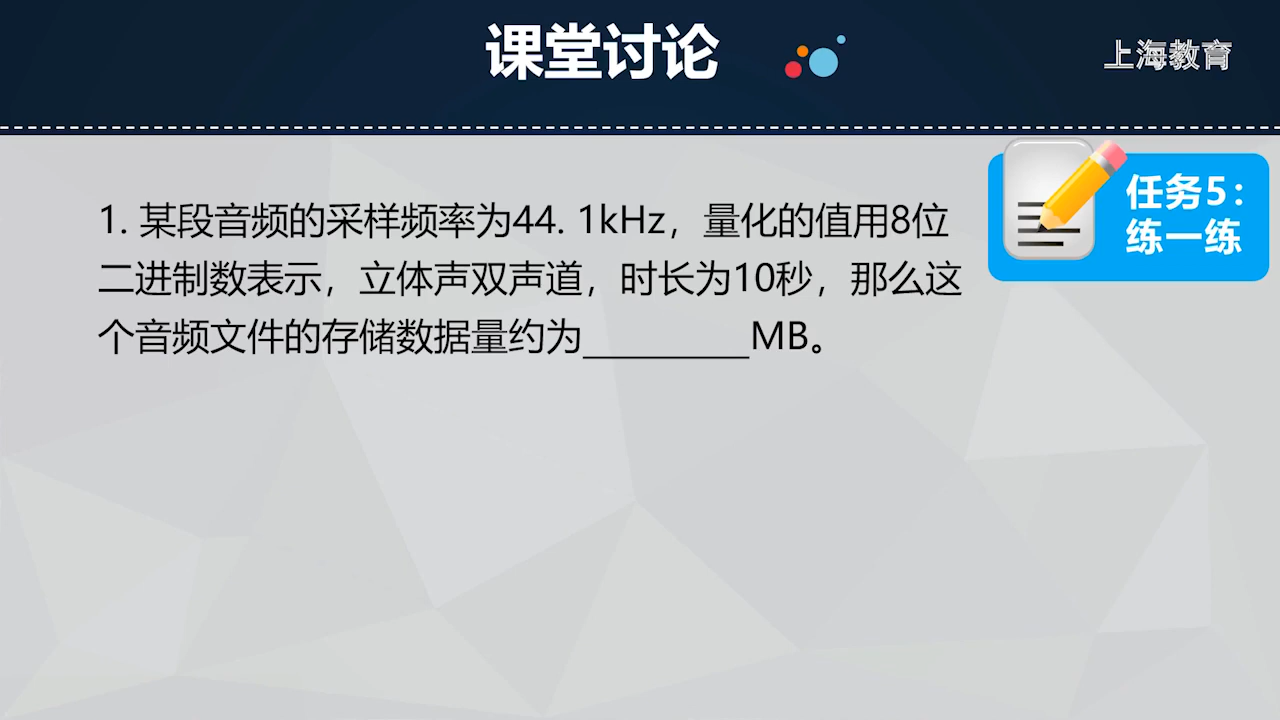 课堂讨论
上海教育
任务5：
练一练
1. 某段音频的采样频率为44. 1kHz，量化的值用8位
二进制数表示，立体声双声道，时长为10秒，那么这
个音频文件的存储数据量约为_________MB。